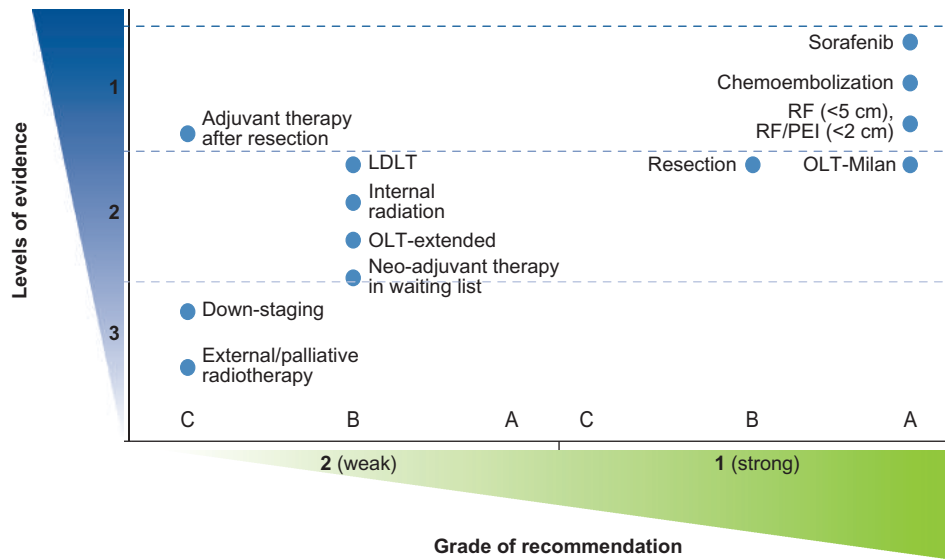 Levels of evidence
1
2
3
Sorafenib
Chemoembolization
RF (<5 cm),
RF/PEI (<2 cm)
Adjuvant therapy
after resection
LDLT
Resection
OLT-Milan
Internal
radiation
OLT-extended
Neo-adjuvant therapy
in waiting list
Down-staging
External/palliative
radiotherapy
C B A C B A
2 (weak)
1 (strong)
Grade of recommendation